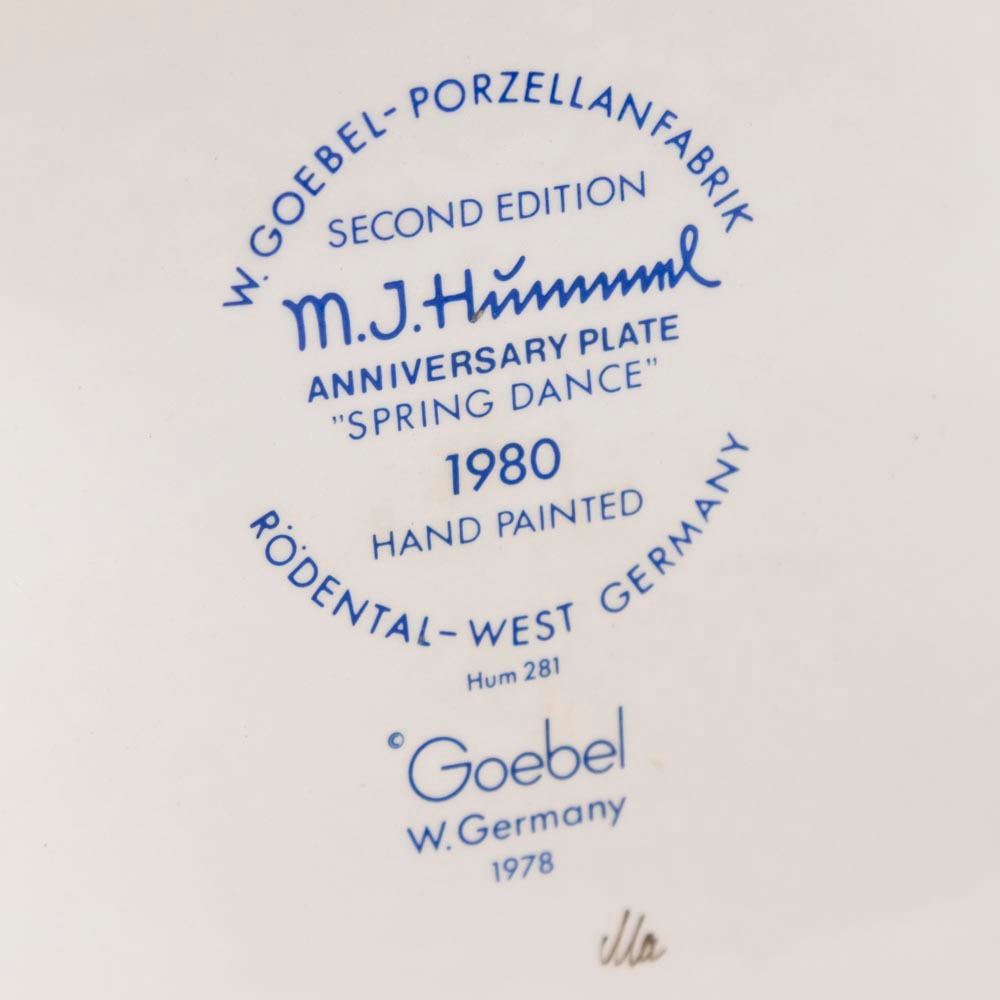 W. GOEBEL-PORZELLANFABRIK
SECOND EDITION
M.J. Hummel
ANNIVERSARY PLATE
"SPRING DANCE"
1980
HAND PAINTED
RÖDENTAL-WEST GERMANY
Hum 281
© Goebel
W. Germany
1978